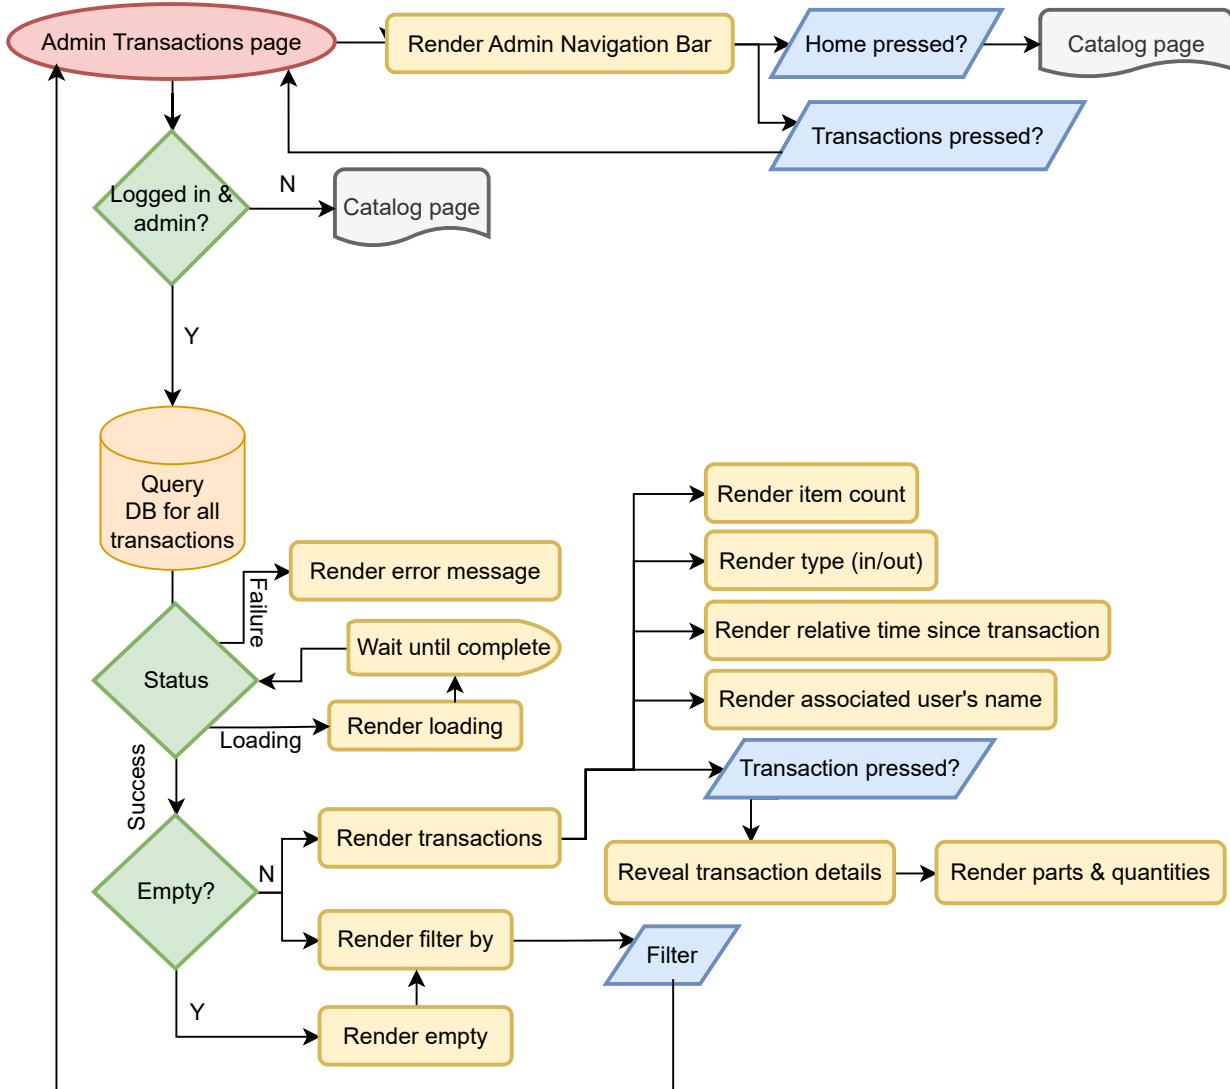 Admin Transactions page
Render Admin Navigation Bar
Home pressed?
Catalog page
Transactions pressed?
Logged in &
admin?
N
Catalog page
Y
Query
DB for all
transactions
Render item count
Render type (in/out)
Render error message
Failure
Render relative time since transaction
Wait until complete
Status
Render associated user's name
Render loading
Loading
Transaction pressed?
Success
Render transactions
Reveal transaction details
Render parts & quantities
N
Empty?
Render filter by
Filter
Y
Render empty